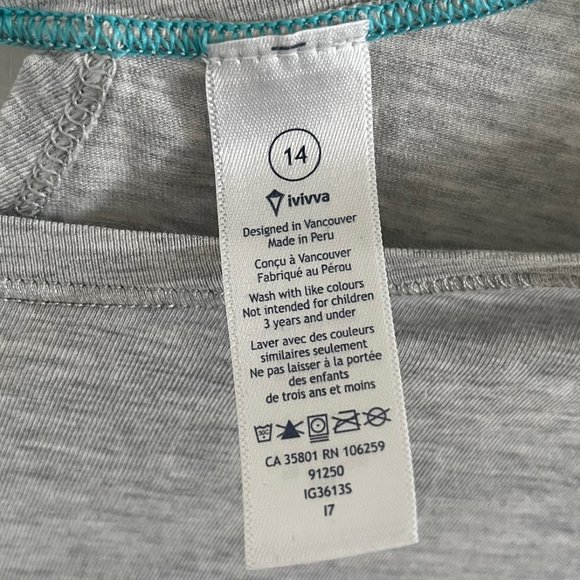 14
ivivva
Designed in Vancouver
Made in Peru
Conçu à Vancouver
Fabriqué au Pérou
Wash with like colours
Not intended for children
3 years and under
Laver avec des couleurs
similaires seulement
Ne pas laisser à la portée
des enfants
de trois ans et moins
30C
CA 35801 RN 106259
91250
IG3613S
I7